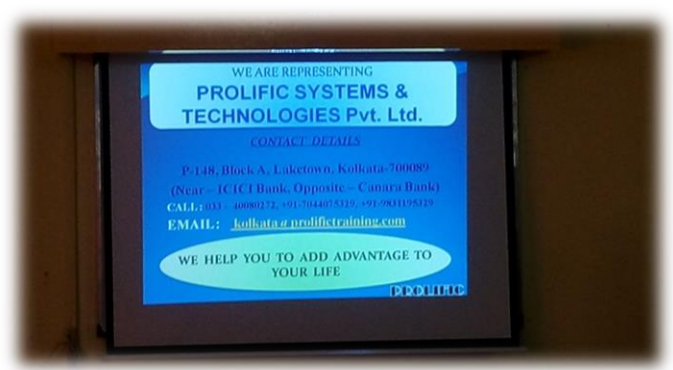 WE ARE REPRESENTING
PROLIFIC SYSTEMS &
TECHNOLOGIES Pvt. Ltd.
CONTACT DETAILS
P-148, Block A, Laketown, Kolkata-700089
(Near – ICICI Bank, Opposite – Canara Bank)
CALL: 033 – 40080272, +91-7044075329, +91-9831195329
EMAIL: kolkata@prolifictraining.com
WE HELP YOU TO ADD ADVANTAGE TO
YOUR LIFE
PROLIFIC